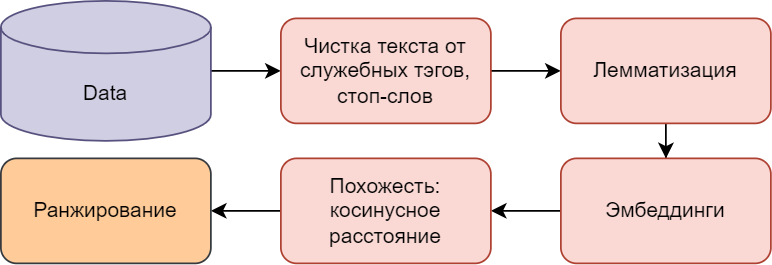 Data
Чистка текста от
служебных тэгов,
стоп-слов
Лемматизация
Эмбеддинги
Похожесть:
косинусное
расстояние
Ранжирование